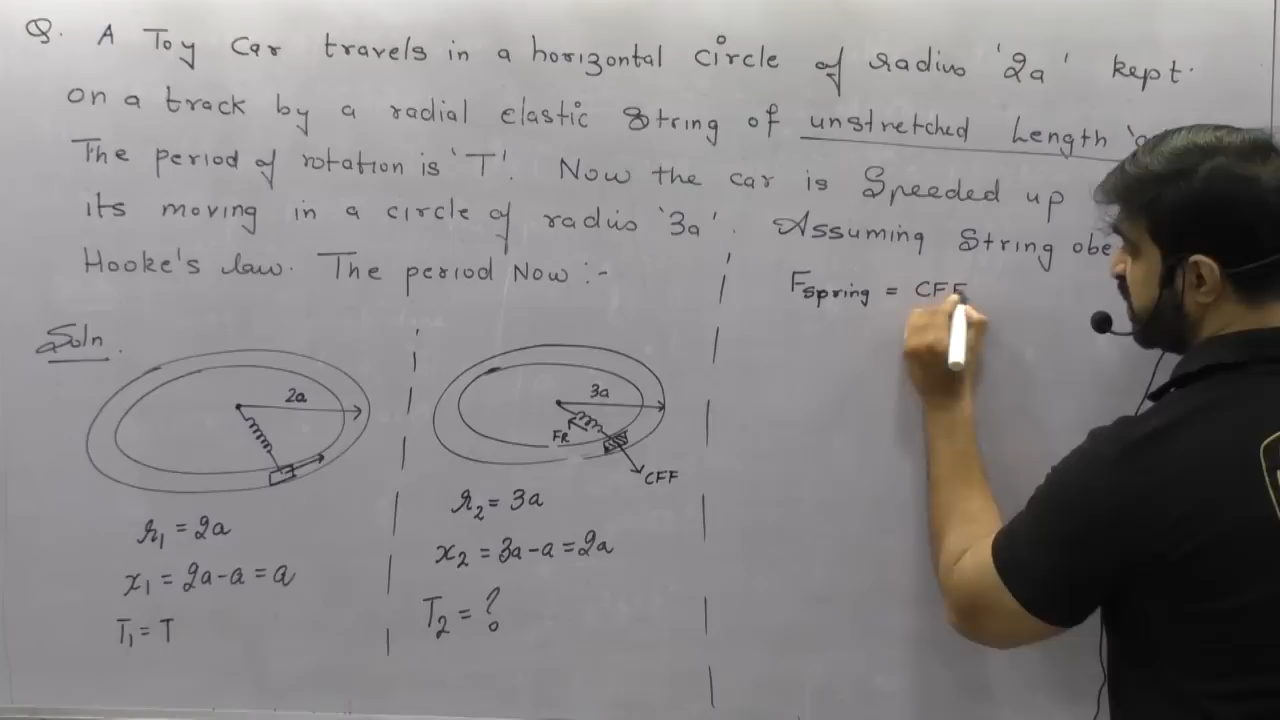 Q. A Toy Car travels in a horizontal circle of radius '2a' kept
on a track by a radial elastic String of unstretched Length
The period of rotation is 'T'. Now the car is Speeded up
its moving in a circle of radius '3a'. Assuming String
Hooke's law. The period Now :-
Soln.
2a
r₁ = 2a
x₁ = 2a-a = a
T₁ = T
3a
FR
CFF
r₂ = 3a
x₂ = 3a-a = 2a
T₂ = ?
Fspring = CFF